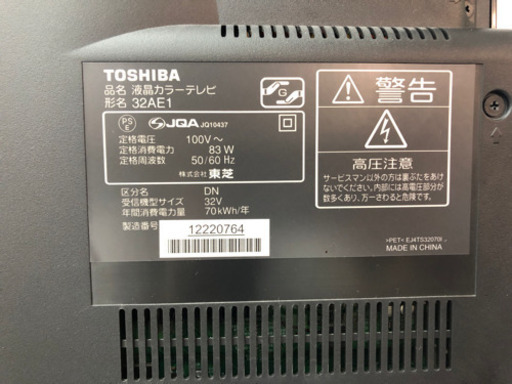 TOSHIBA
品名 液晶カラーテレビ
形名 32AE1
PS
E
JQA JQ10437
定格電圧 100V～
定格消費電力 83W
定格周波数 50/60Hz
株式会社 東芝
区分名 DN
受信機型サイズ 32V
年間消費電力量 70kWh/年
製造番号
12220764
G
警告
高圧注意
サービスマン以外の方は裏ぶたをあけ
ないでください。内部には高電圧部分が
数多くあり、万一さわると危険です。
>PET< EJ4TS32070I
MADE IN CHINA